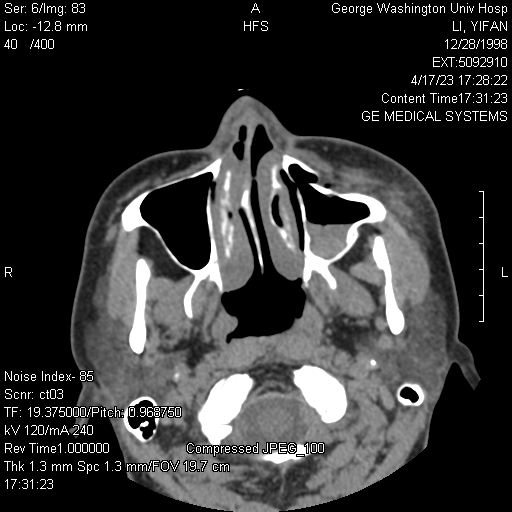 Ser: 6/Img: 83
Loc: -12.8 mm
40 /400
A
HFS
George Washington Univ Hosp
LI, YIFAN
12/28/1998
EXT:5092910
4/17/23 17:28:22
Content Time17:31:23
GE MEDICAL SYSTEMS
R
L
Noise Index- 85
Scnr: ct03
TF: 19.375000/Pitch: 0.968750
kV 120/mA 240
Rev Time1.000000
Compressed JPEG_100
Thk 1.3 mm Spc 1.3 mm/FOV 19.7 cm
17:31:23